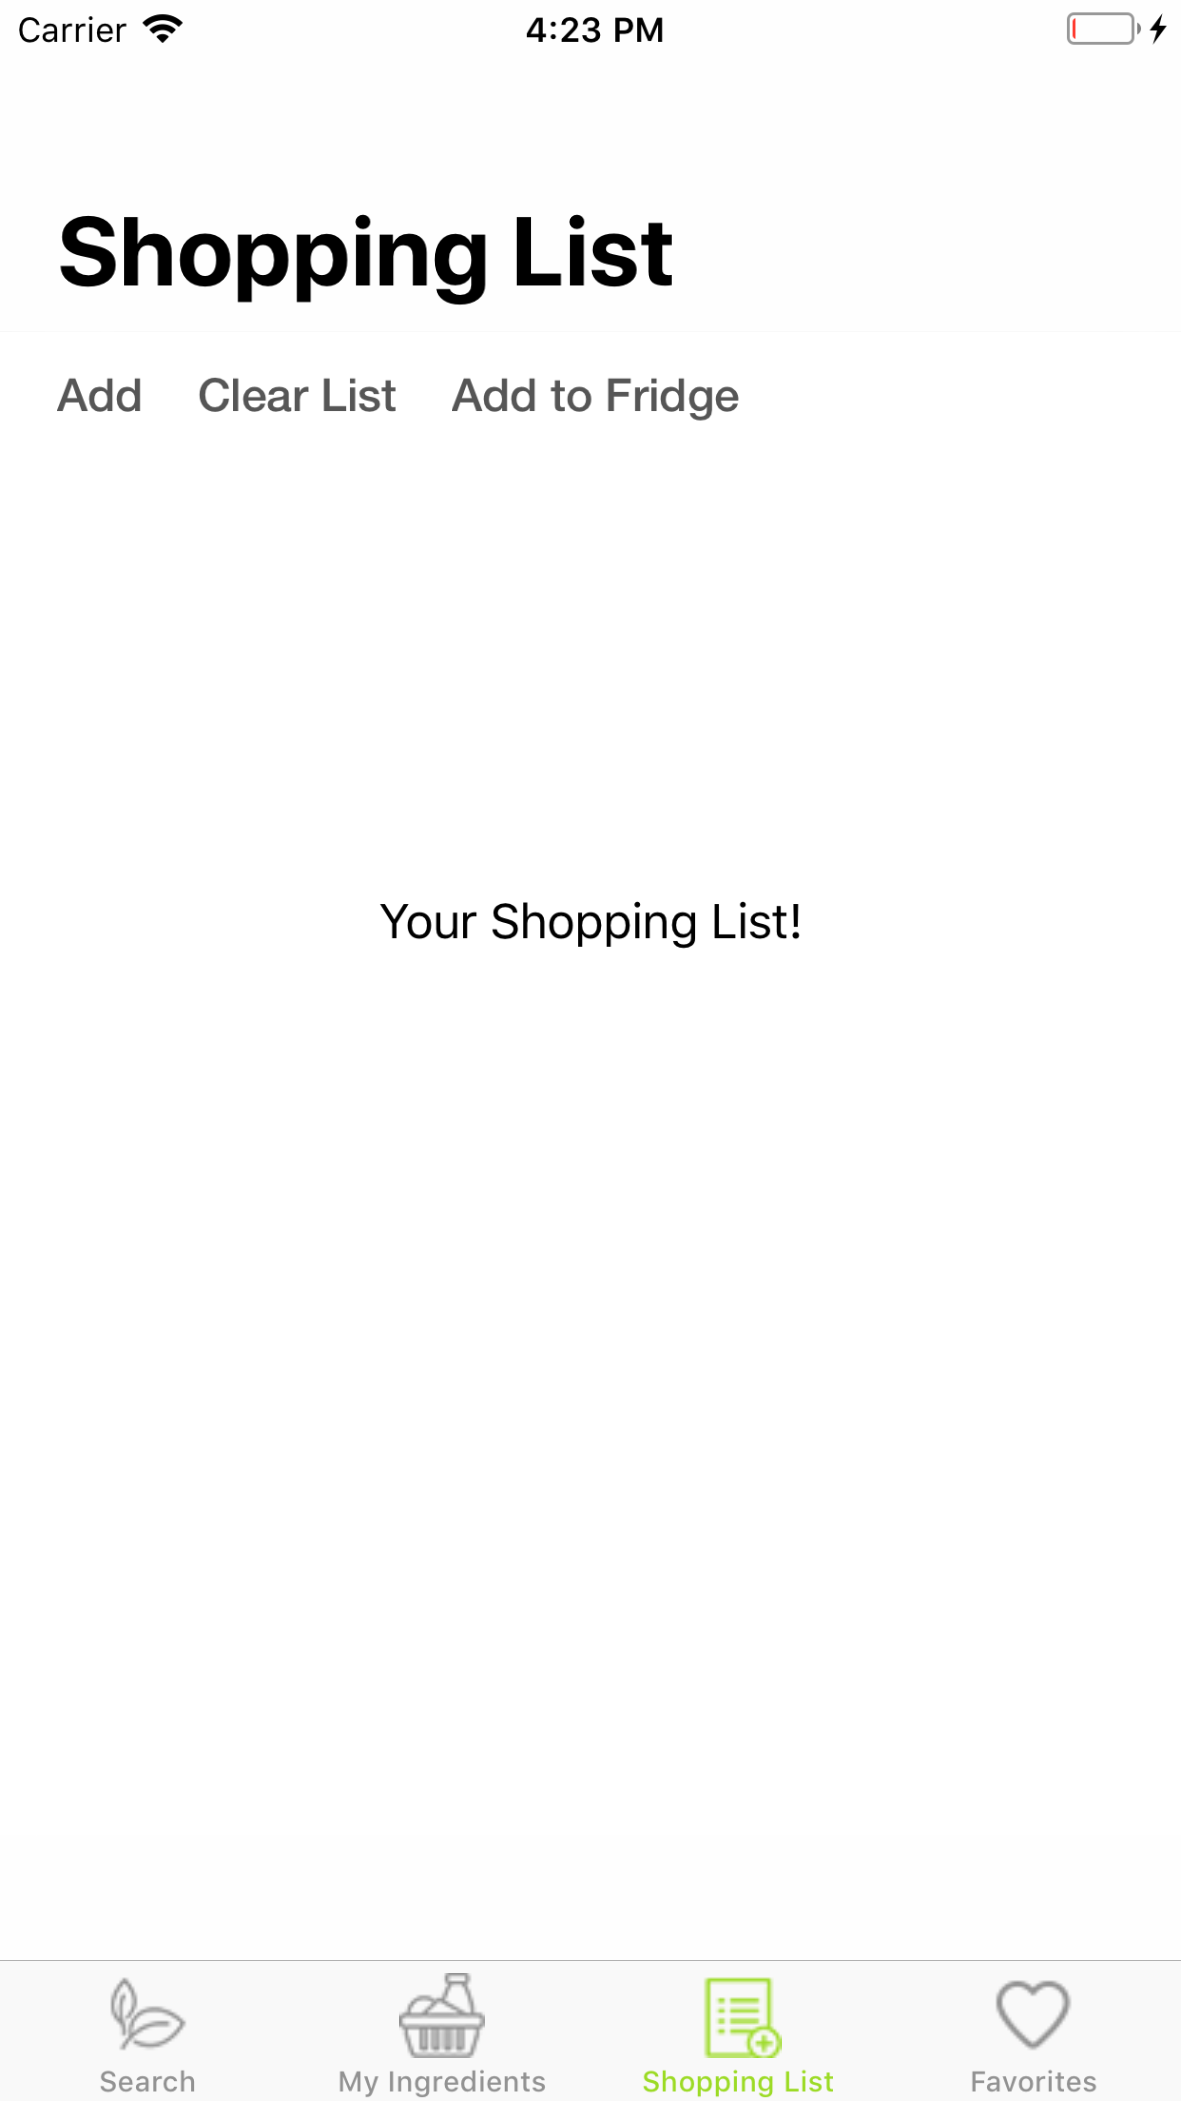 Carrier 4:23 PM
Shopping List
Add Clear List Add to Fridge
Your Shopping List!
Search My Ingredients Shopping List Favorites